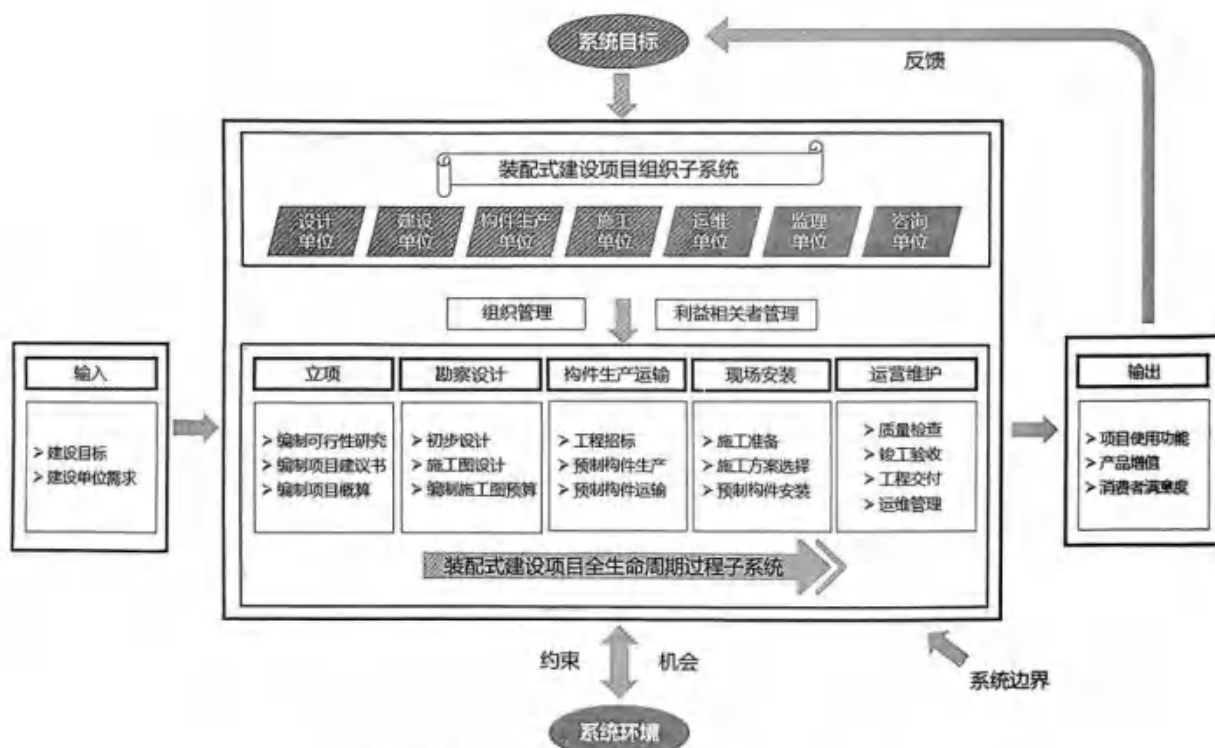 系统目标
反馈
装配式建设项目组织子系统
设计
单位
建设
单位
构件生产
单位
施工
单位
运维
单位
监理
单位
咨询
单位
组织管理
利益相关者管理
输入
➤建设目标
➤建设单位需求
立项
➤编制可行性研究
➤编制项目建议书
➤编制项目概算
勘察设计
➤初步设计
➤施工图设计
➤编制施工图预算
构件生产运输
➤工程招标
➤预制构件生产
➤预制构件运输
现场安装
➤施工准备
➤施工方案选择
➤预制构件安装
运营维护
➤质量检查
➤竣工验收
➤工程交付
➤运维管理
输出
➤项目使用功能
➤产品增值
➤消费者满意度
装配式建设项目全生命周期过程子系统
约束
机会
系统边界
系统环境